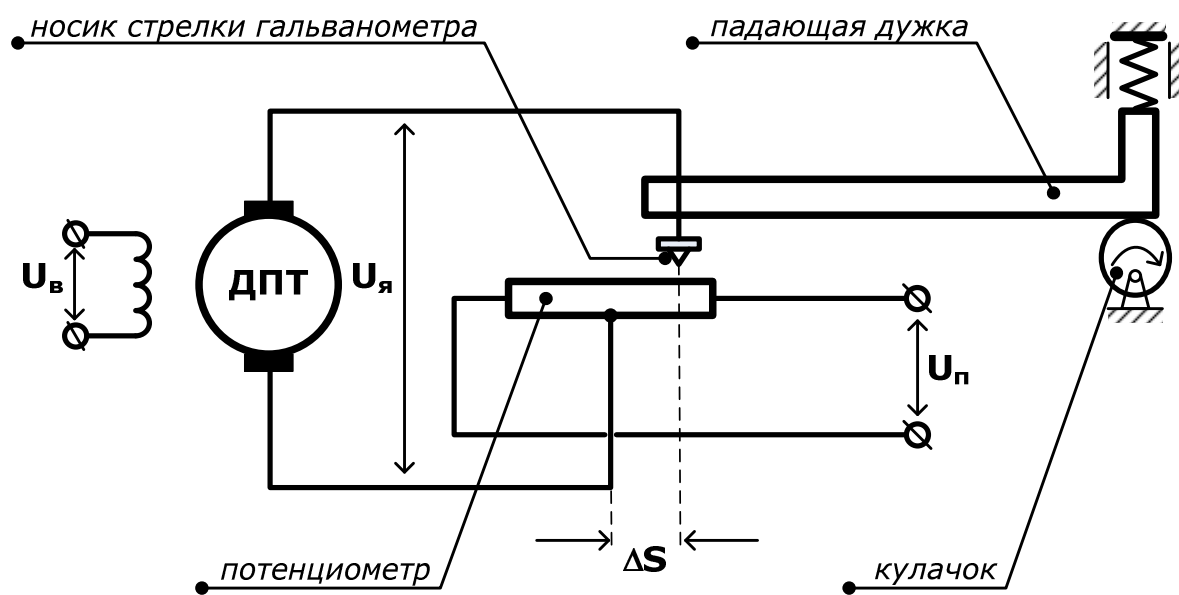 носик стрелки гальванометра
падающая дужка
Uв
ДПТ
Uя
Uп
ΔS
потенциометр
кулачок